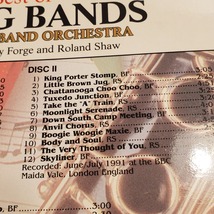 Best of
G BANDS
BAND ORCHESTRA
y Forge and Roland Shaw
DISC II
1) King Porter Stomp, BF
2) Little Brown Jug, RS
3) Chattanooga Choo Choo, BF
4) Tuxedo Junction, BF
5) Take the 'A' Train, RS
6) Moonlight Serenade, RS
7) Down South Camp Meeting, BF
8) Anvil Chorus, RS
9) Boogie Woogie Maxie, BF
10) Body and Soul, RS
11) The Very Thought of You, RS
12) Skyliner, BF
Recorded: June/July 1991 at the BBC
Maida Vale, London England
3:05